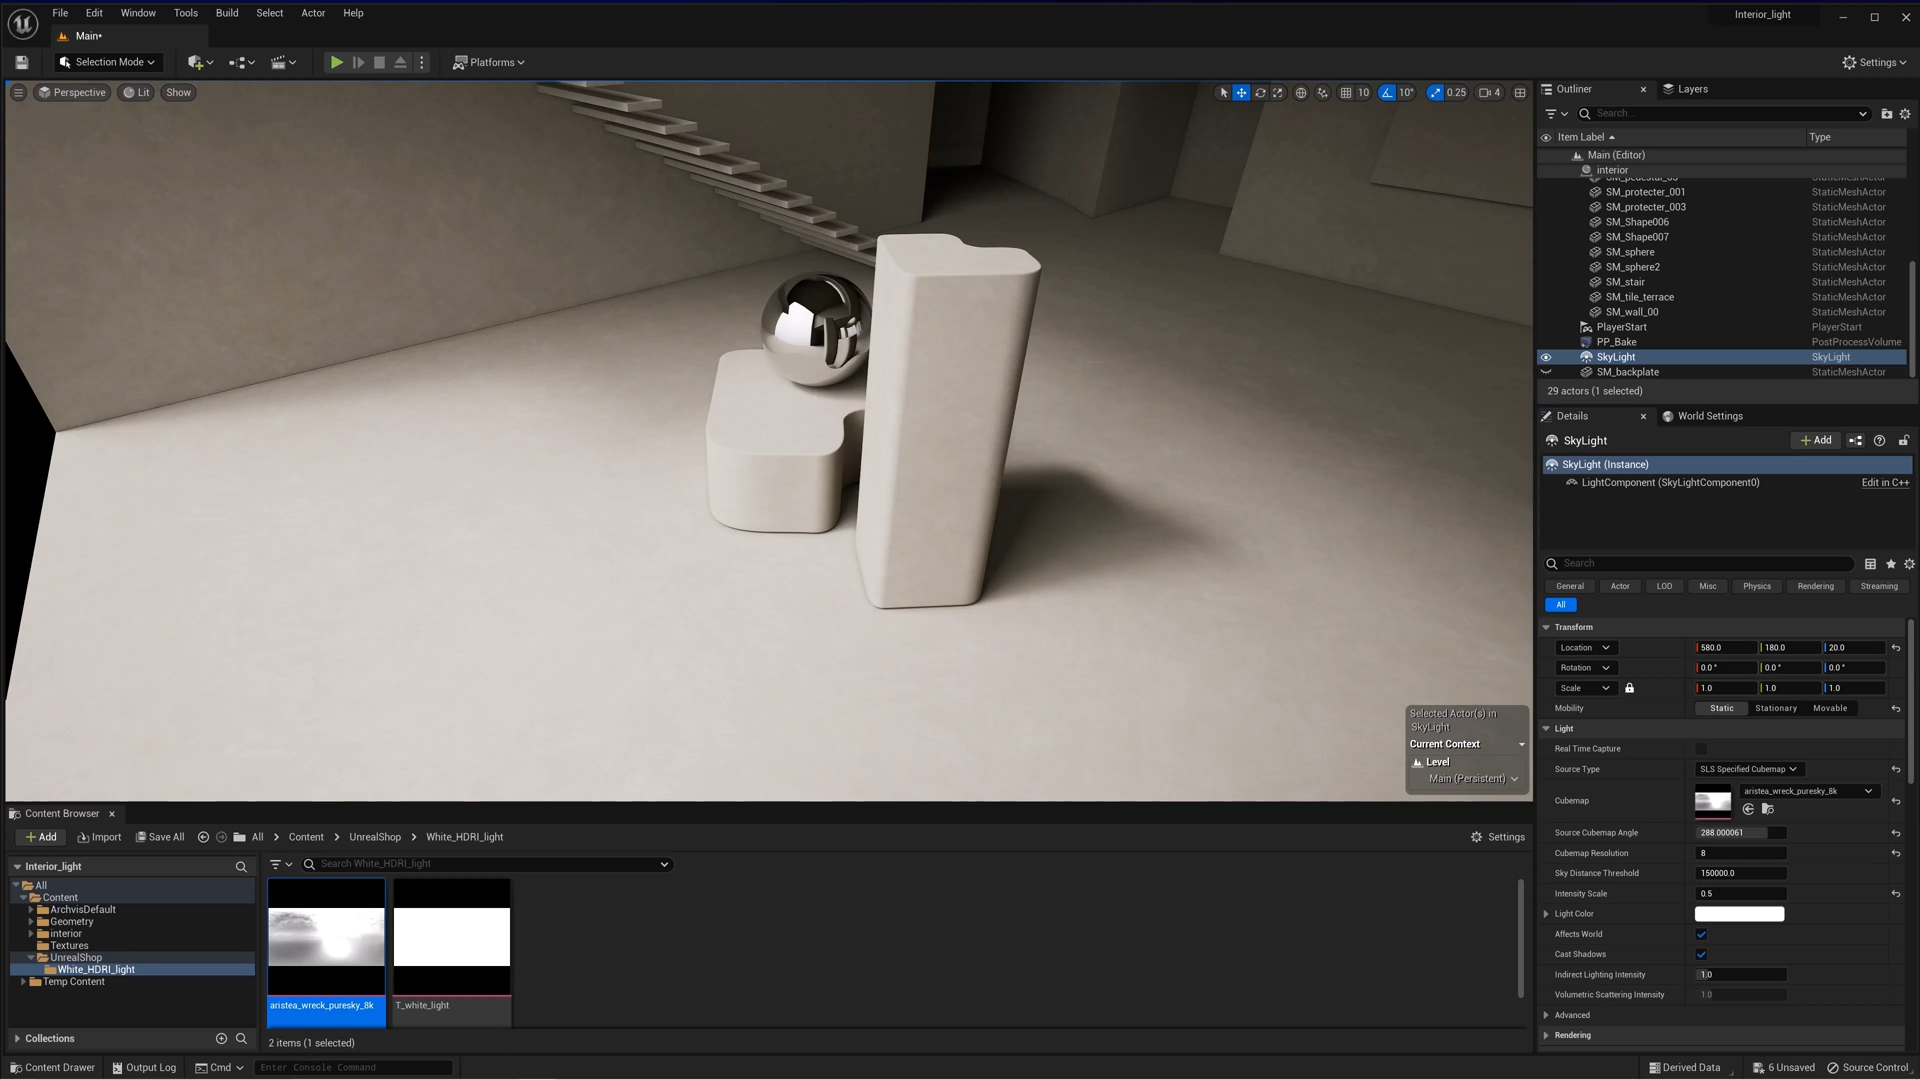 File Edit Window Tools Build Select Actor Help
Interior_light
Main•
Selection Mode
Platforms
Settings
Perspective Lit Show
10 10° 0.25 4
Outliner Layers
Search...
Item Label Type
Main (Editor)
interior
SM_protecter_001 StaticMeshActor
SM_protecter_003 StaticMeshActor
SM_Shape006 StaticMeshActor
SM_Shape007 StaticMeshActor
SM_sphere StaticMeshActor
SM_sphere2 StaticMeshActor
SM_stair StaticMeshActor
SM_tile_terrace StaticMeshActor
SM_wall_00 StaticMeshActor
PlayerStart PlayerStart
PP_Bake PostProcessVolume
SkyLight SkyLight
SM_backplate StaticMeshActor
29 actors (1 selected)
Details World Settings
SkyLight Add
SkyLight (Instance)
LightComponent (SkyLightComponent0) Edit in C++
Search
General Actor LOD Misc Physics Rendering Streaming
All
Transform
Location 580.0 180.0 20.0
Rotation 0.0 ° 0.0 ° 0.0 °
Scale 1.0 1.0 1.0
Mobility Static Stationary Movable
Light
Real Time Capture
Source Type SLS Specified Cubemap
Cubemap aristea_wreck_puresky_8k
Source Cubemap Angle 288.000061
Cubemap Resolution 8
Sky Distance Threshold 150000.0
Intensity Scale 0.5
Light Color
Affects World
Cast Shadows
Indirect Lighting Intensity 1.0
Volumetric Scattering Intensity 1.0
Advanced
Rendering
Selected Actor(s) in
SkyLight
Current Context
Level
Main (Persistent)
Content Browser
Add Import Save All All Content UnrealShop White_HDRI_light Settings
Interior_light
Search White_HDRI_light
All
Content
ArchvisDefault
Geometry
interior
Textures
UnrealShop
White_HDRI_light
Temp Content
aristea_wreck_puresky_8k T_white_light
Collections
2 items (1 selected)
Content Drawer Output Log Cmd Enter Console Command
Derived Data 6 Unsaved Source Control